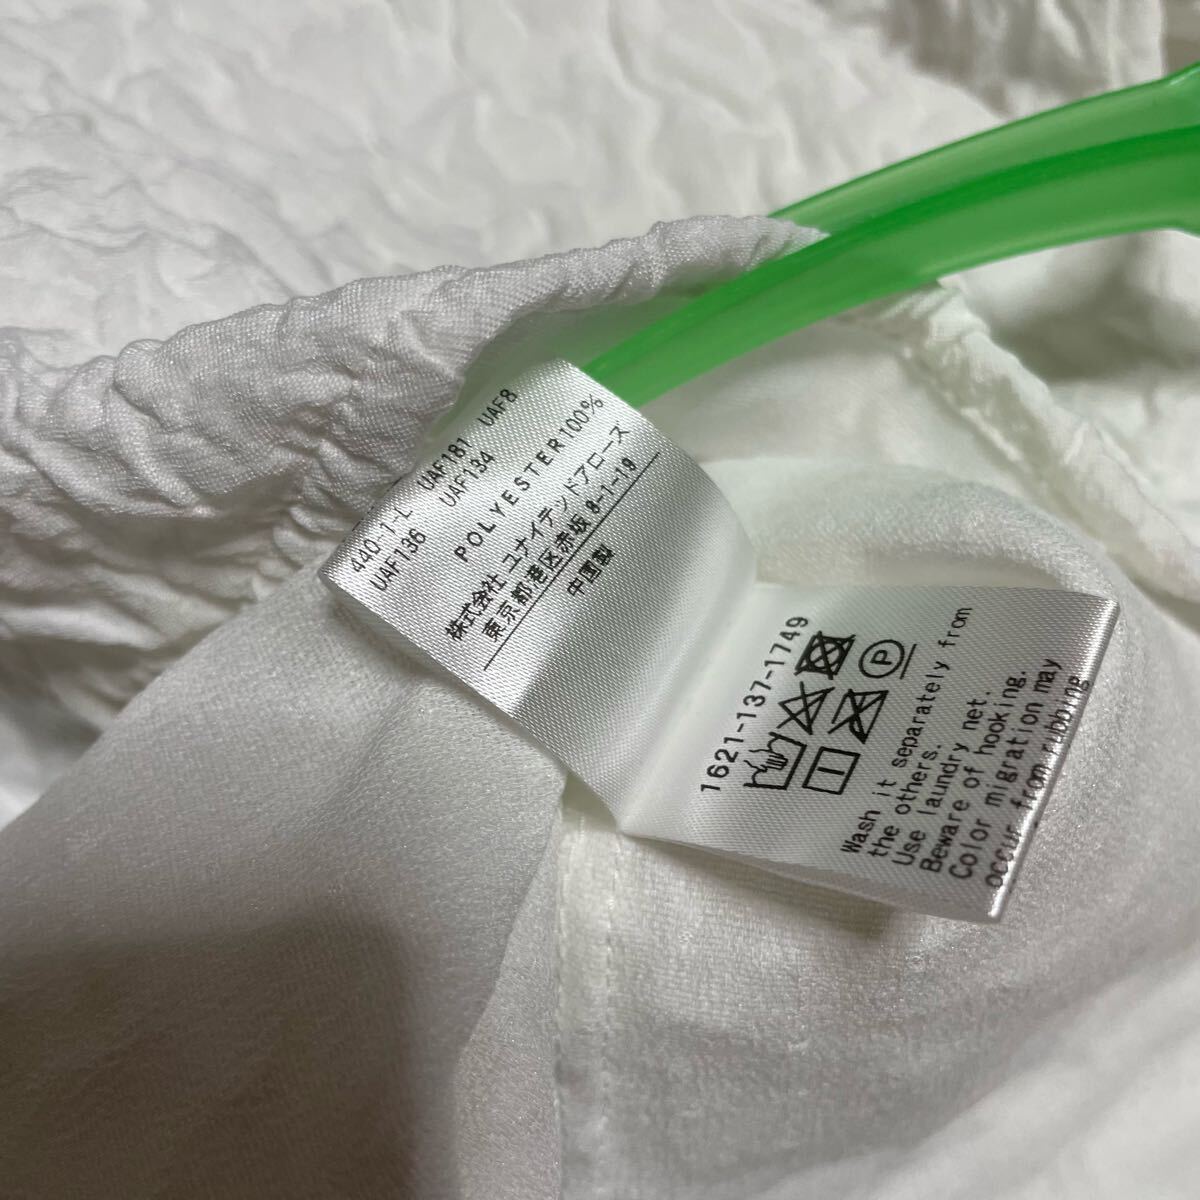 440-1-L UAF181 UAF8
UAF136 UAF134
POLYESTER100%
株式会社 ユナイテッドアローズ
東京都港区赤坂 8-1-19
中国製
1621-137-1749
P
Wash it separately from
the others.
Use laundry net.
Beware of hooking.
Color migration may
occur from rubbing